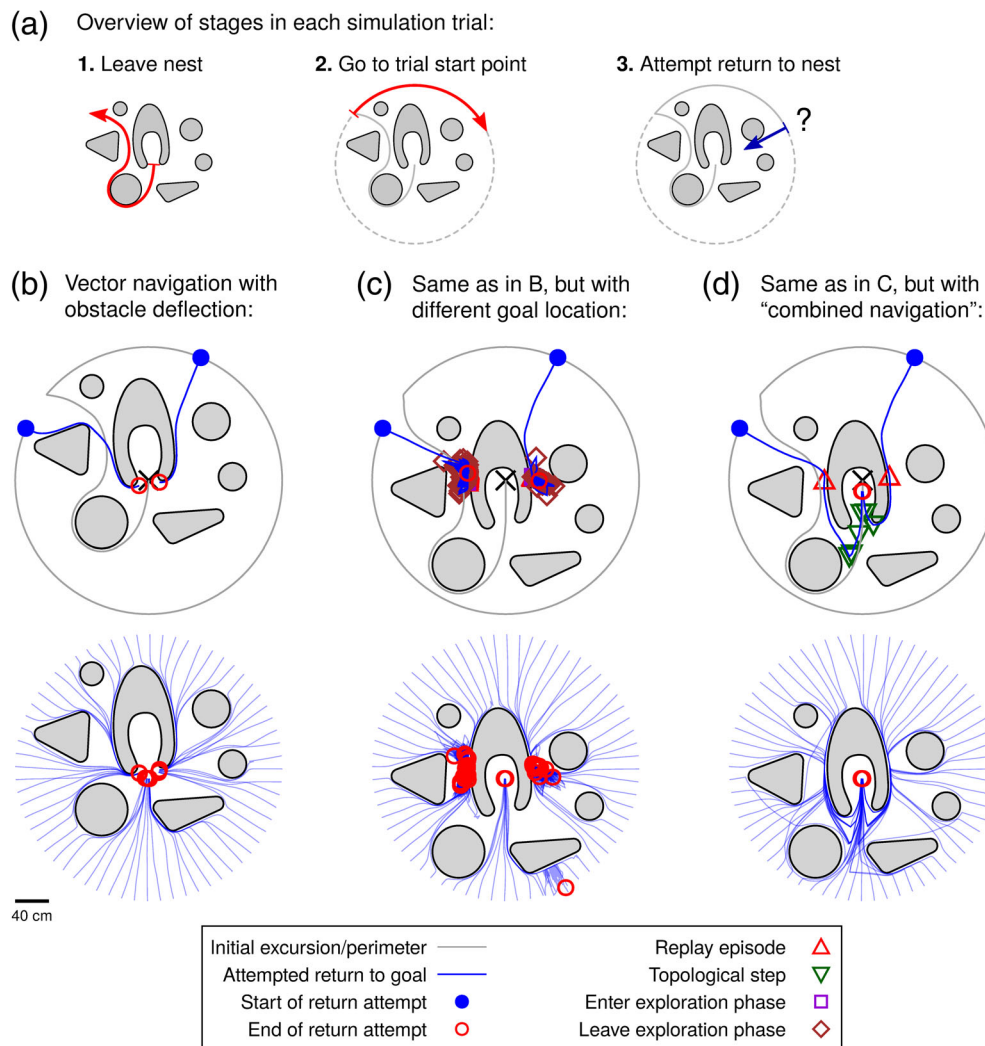 (a) Overview of stages in each simulation trial:
1. Leave nest
2. Go to trial start point
3. Attempt return to nest
?
(b) Vector navigation with
obstacle deflection:
(c) Same as in B, but with
different goal location:
(d) Same as in C, but with
“combined navigation”:
40 cm
Initial excursion/perimeter
Attempted return to goal
Start of return attempt
End of return attempt
Replay episode
Topological step
Enter exploration phase
Leave exploration phase